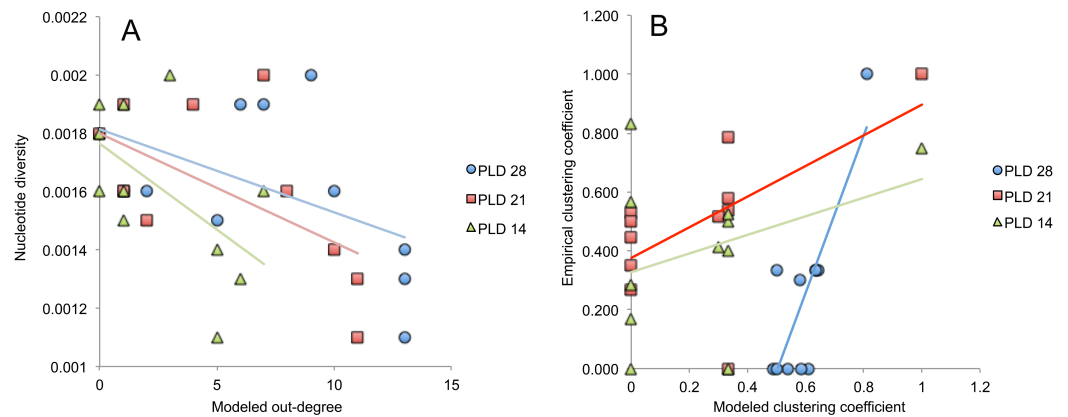 A
Nucleotide diversity
0.0022
0.002
0.0018
0.0016
0.0014
0.0012
0.001
0
5
10
15
Modeled out-degree
PLD 28
PLD 21
PLD 14
B
Empirical clustering coefficient
1.200
1.000
0.800
0.600
0.400
0.200
0.000
0
0.2
0.4
0.6
0.8
1
1.2
Modeled clustering coefficient
PLD 28
PLD 21
PLD 14